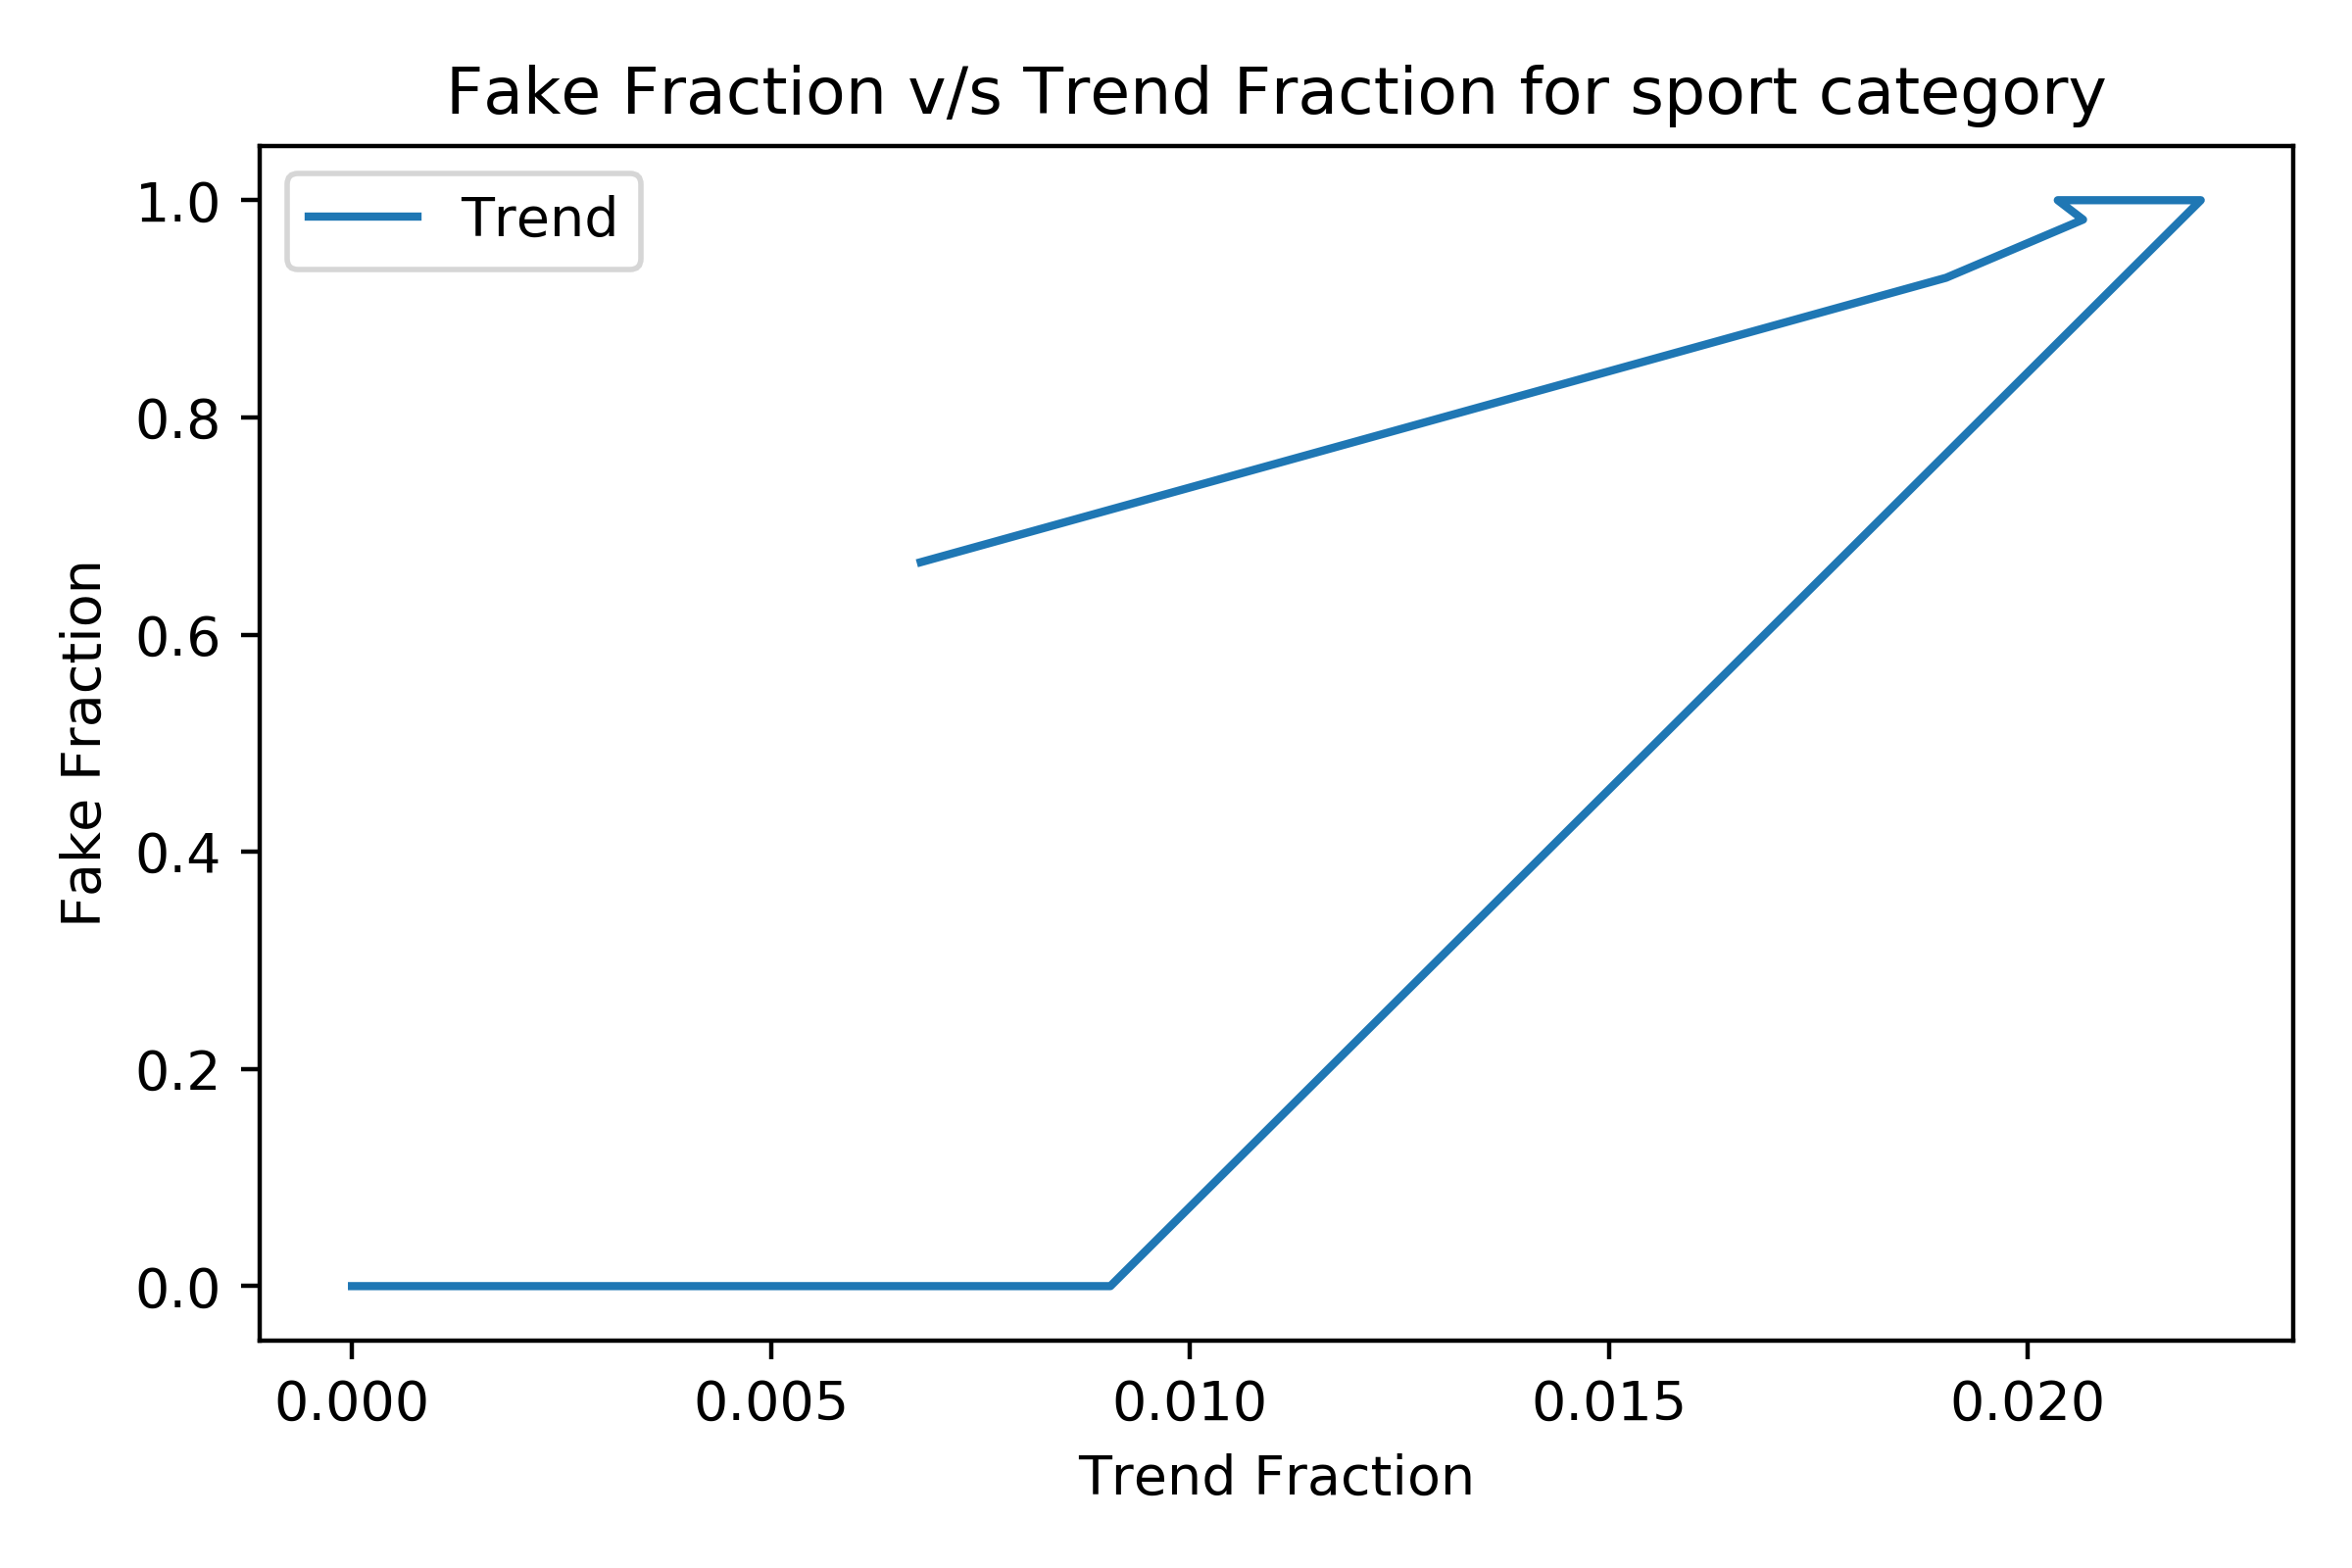 Fake Fraction v/s Trend Fraction for sport category
Trend
1.0
0.8
0.6
0.4
0.2
0.0
Fake Fraction
0.000 0.005 0.010 0.015 0.020
Trend Fraction